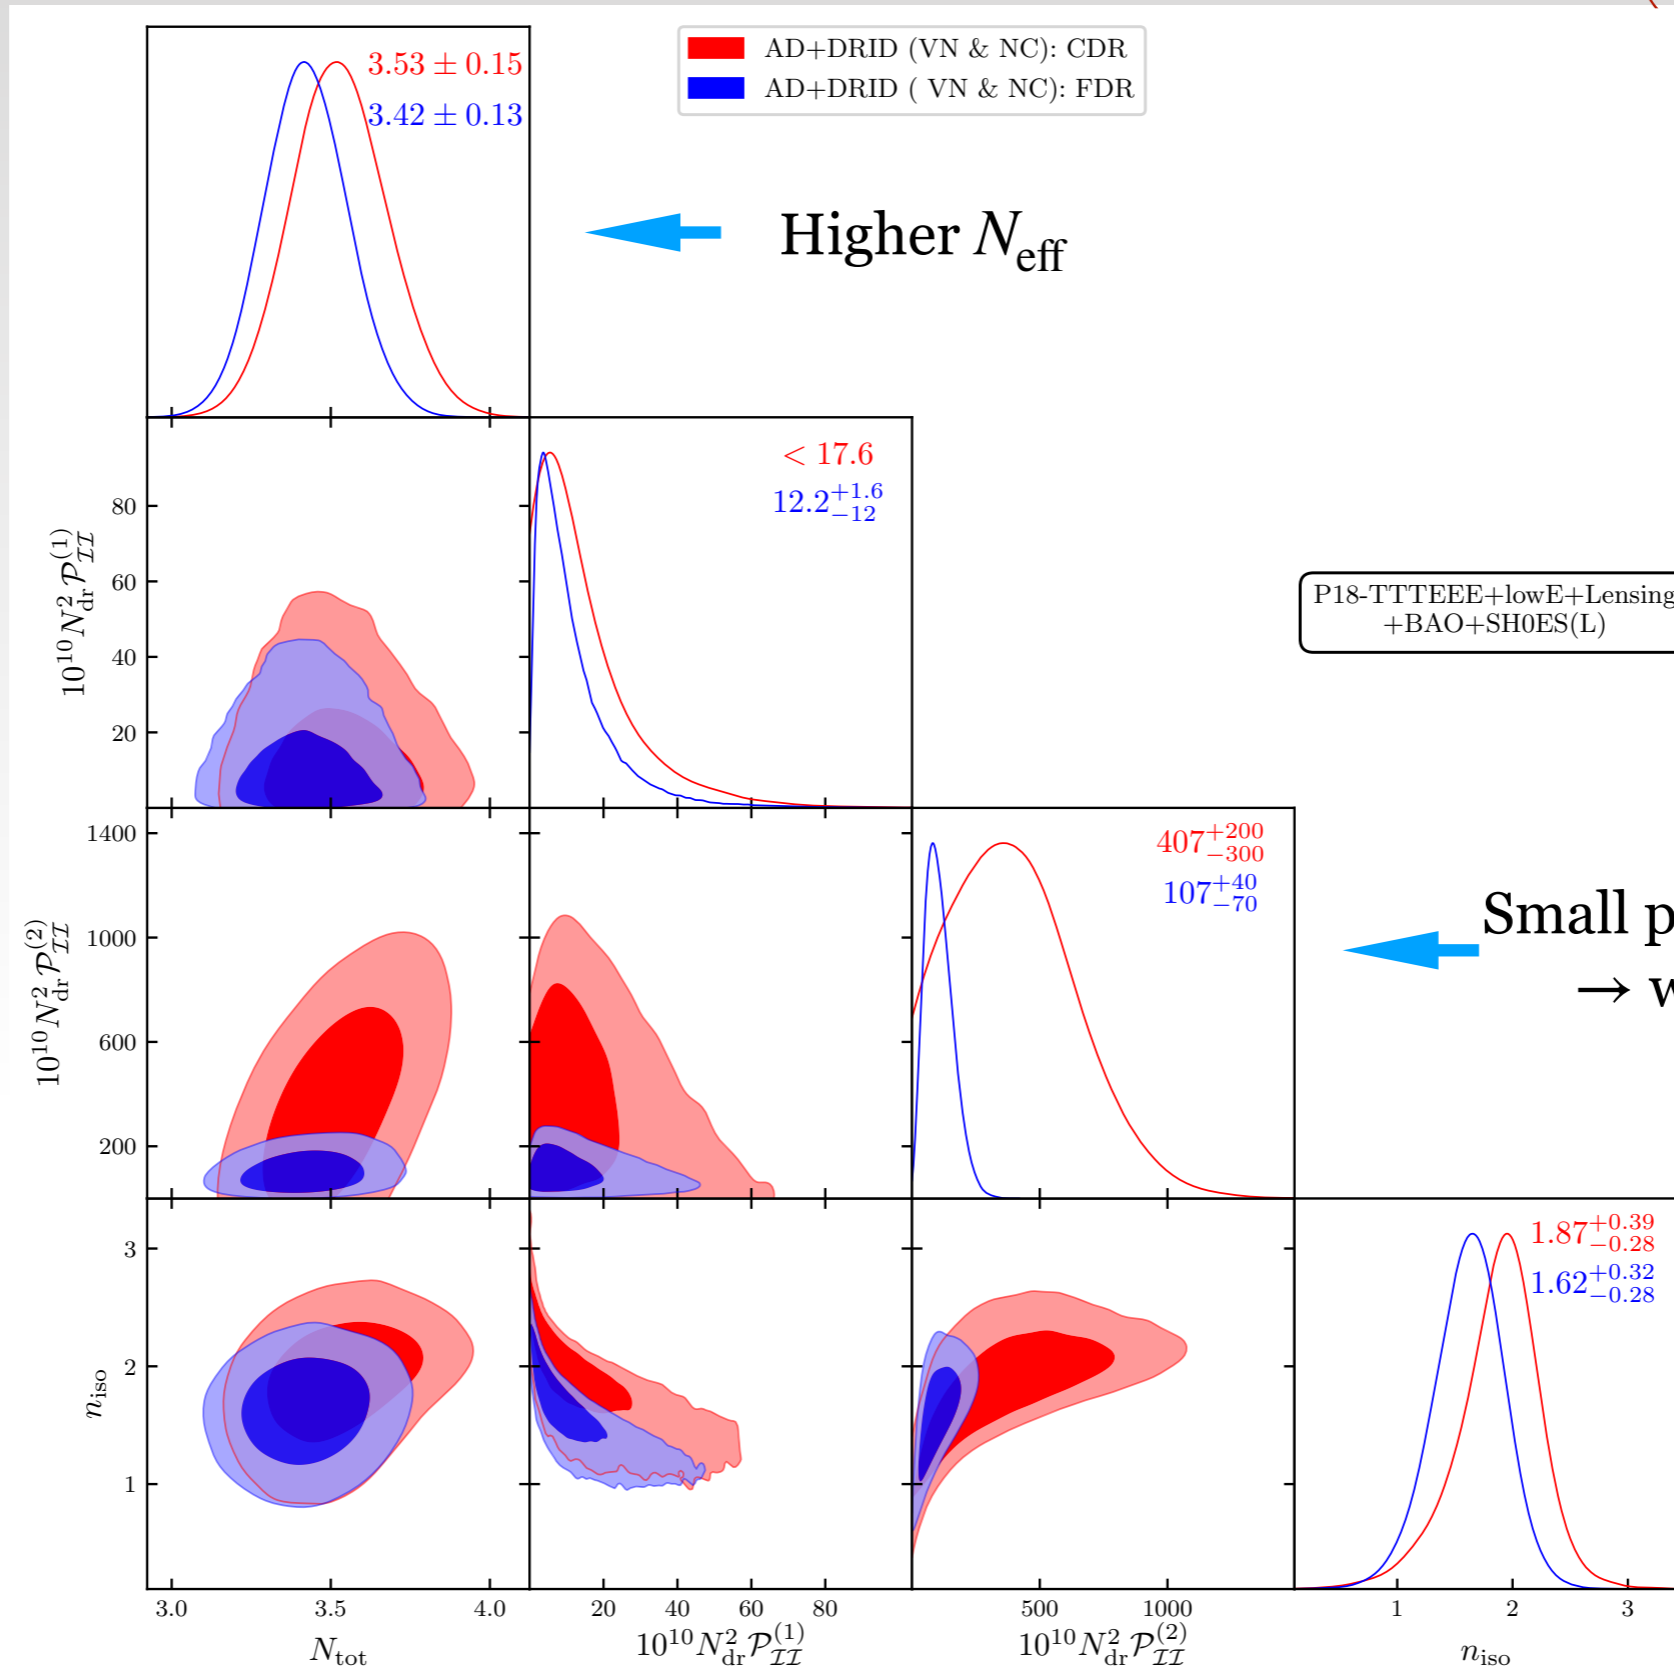 AD+DRID (VN & NC): CDR
AD+DRID ( VN & NC): FDR
3.53 ± 0.15
3.42 ± 0.13
Higher N_eff
< 17.6
12.2^{+1.6}_{-12}
80
60
40
20
10^{10} N^2_{dr} 𝒫^{(1)}_{ℐℐ}
P18-TTTEEE+lowE+Lensing
+BAO+SH0ES(L)
407^{+200}_{-300}
107^{+40}_{-70}
1400
1000
600
200
10^{10} N^2_{dr} 𝒫^{(2)}_{ℐℐ}
Small p
→ w
1.87^{+0.39}_{-0.28}
1.62^{+0.32}_{-0.28}
3
2
1
n_iso
3.0 3.5 4.0 20 40 60 80 500 1000 1 2 3
N_tot 10^{10} N^2_{dr} 𝒫^{(1)}_{ℐℐ} 10^{10} N^2_{dr} 𝒫^{(2)}_{ℐℐ} n_iso